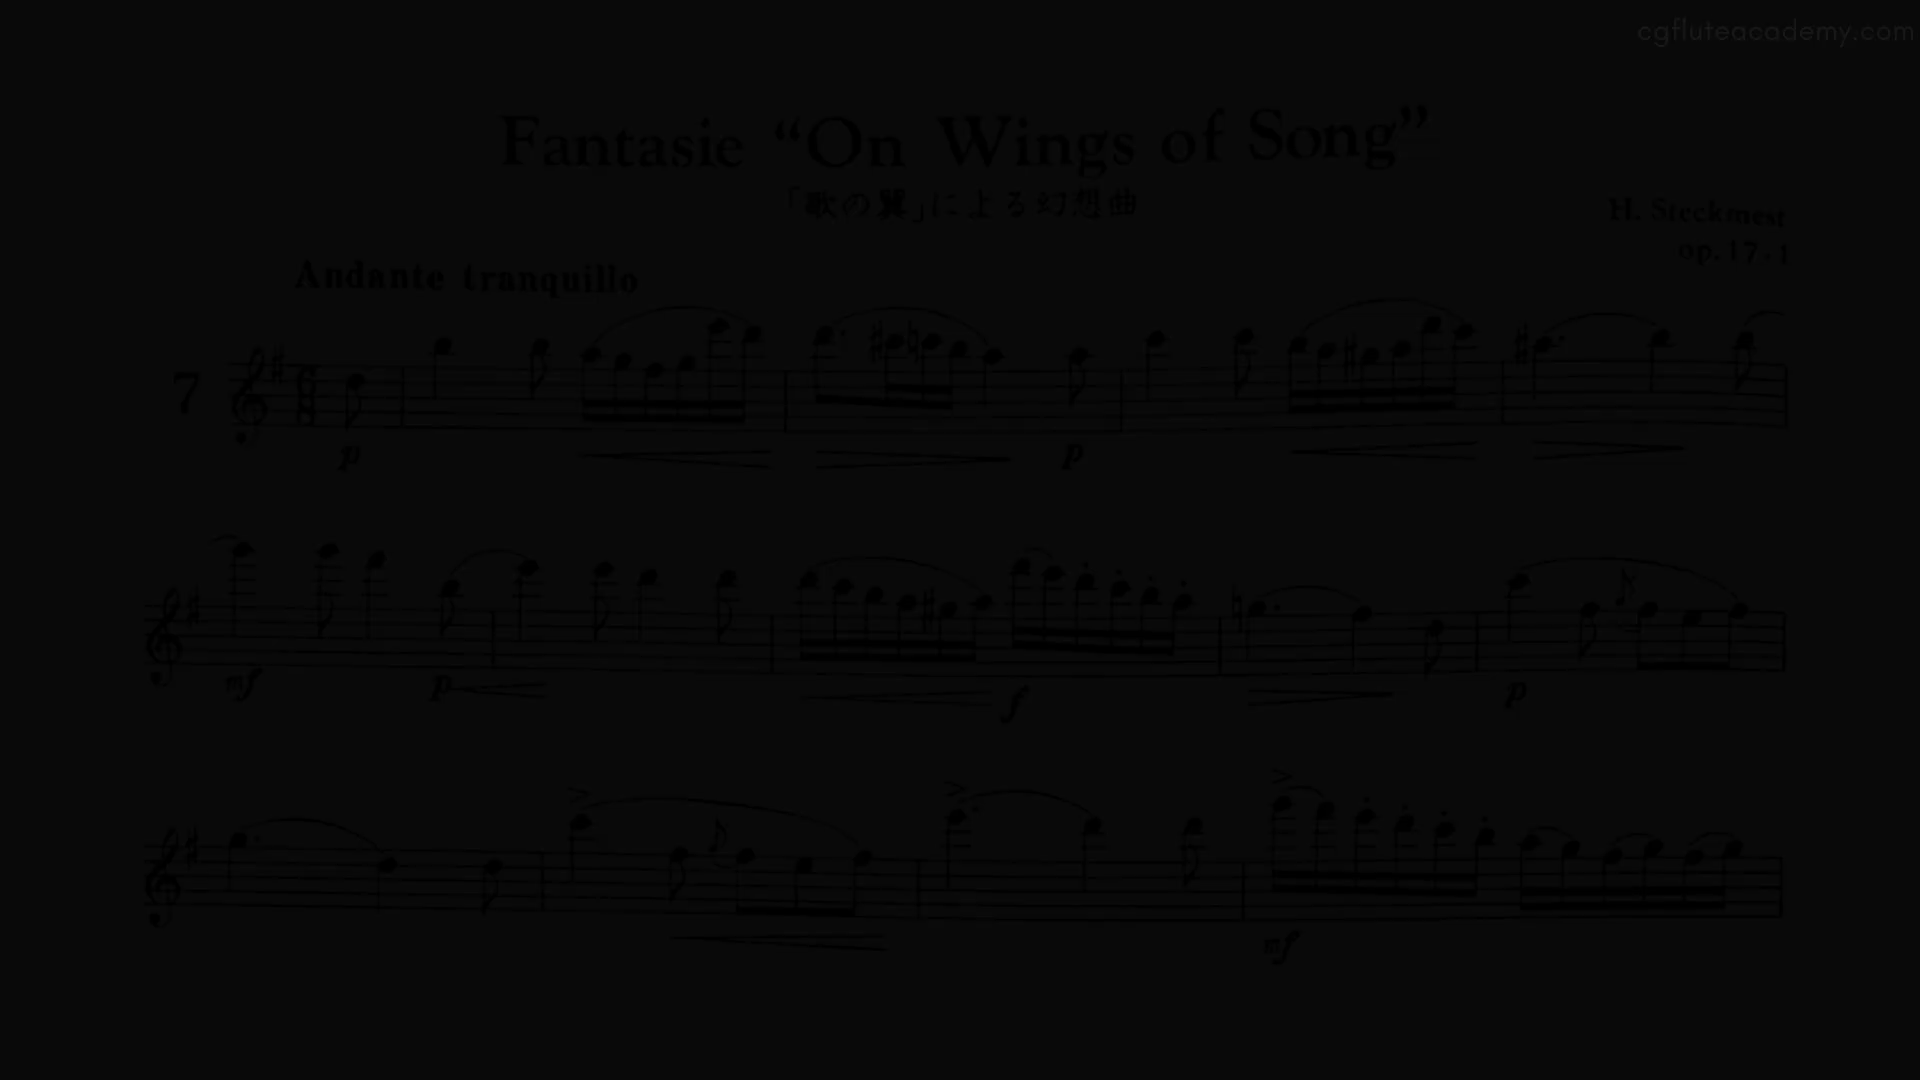 cgfluteacademy.com
Fantasie “On Wings of Song”
「歌の翼」による幻想曲
H. Steckmest
op. 17-1
Andante tranquillo
7
p
p
mf
p
f
p
mf